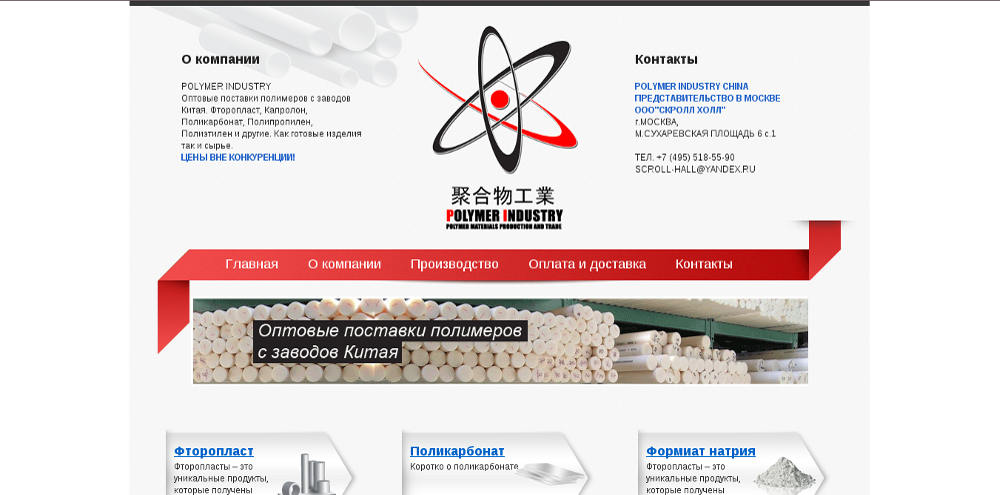 О компании
POLYMER INDUSTRY
Оптовые поставки полимеров с заводов
Китая. Фторопласт, Капролон,
Поликарбонат, Полипропилен,
Полиэтилен и другие. Как готовые изделия
так и сырье.
ЦЕНЫ ВНЕ КОНКУРЕНЦИИ!
聚合物工業
POLYMER INDUSTRY
POLYMER MATERIALS PRODUCTION AND TRADE
Контакты
POLYMER INDUSTRY CHINA
ПРЕДСТАВИТЕЛЬСТВО В МОСКВЕ
ООО"СКРОЛЛ ХОЛЛ"
г.МОСКВА,
М.СУХАРЕВСКАЯ ПЛОЩАДЬ 6 с.1
ТЕЛ. +7 (495) 518-55-90
SCROLL-HALL@YANDEX.RU
Главная О компании Производство Оплата и доставка Контакты
Оптовые поставки полимеров
с заводов Китая
Фторопласт
Фторопласты – это
уникальные продукты,
которые получены
Поликарбонат
Коротко о поликарбонате
Формиат натрия
Фторопласты – это
уникальные продукты,
которые получены